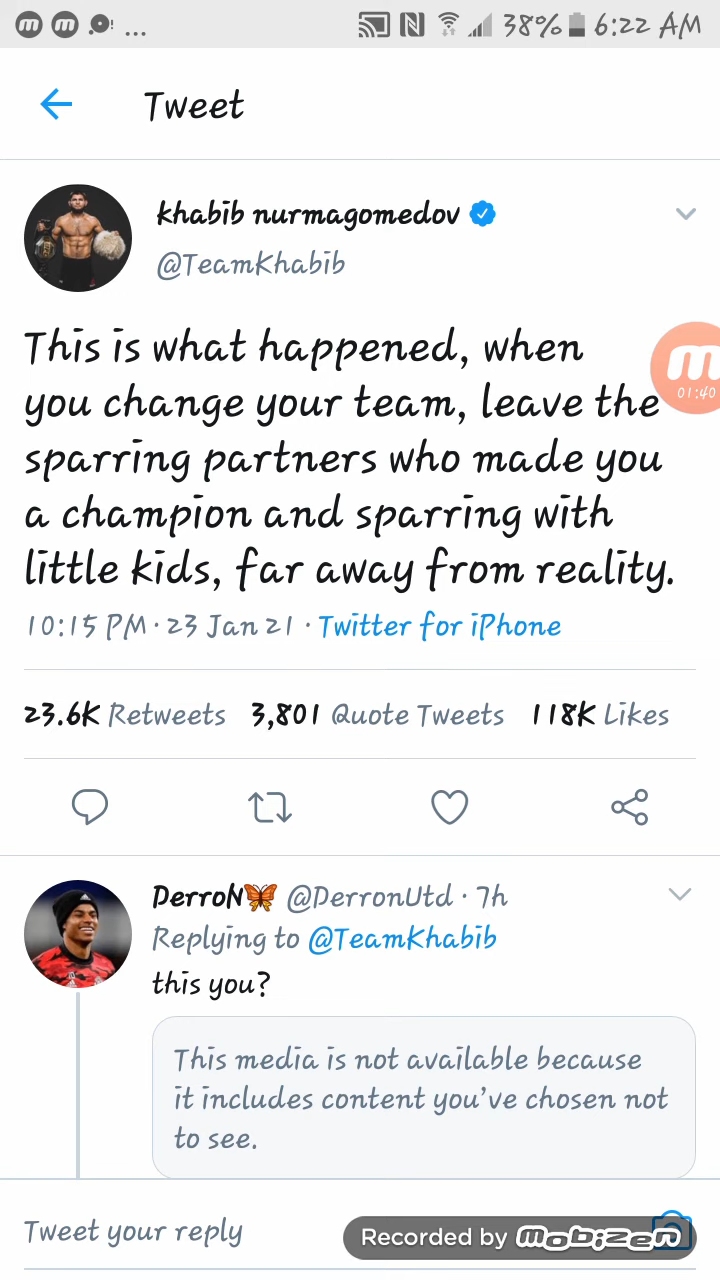 ... 38% 6:22 AM
Tweet
khabib nurmagomedov
@TeamKhabib
This is what happened, when
you change your team, leave the
sparring partners who made you
a champion and sparring with
little kids, far away from reality.
01:40
10:15 PM · 23 Jan 21 · Twitter for iPhone
23.6K Retweets 3,801 Quote Tweets 118K Likes
DerroN🦋 @DerronUtd · 7h
Replying to @TeamKhabib
this you?
This media is not available because
it includes content you've chosen not
to see.
Tweet your reply
Recorded by mobizen